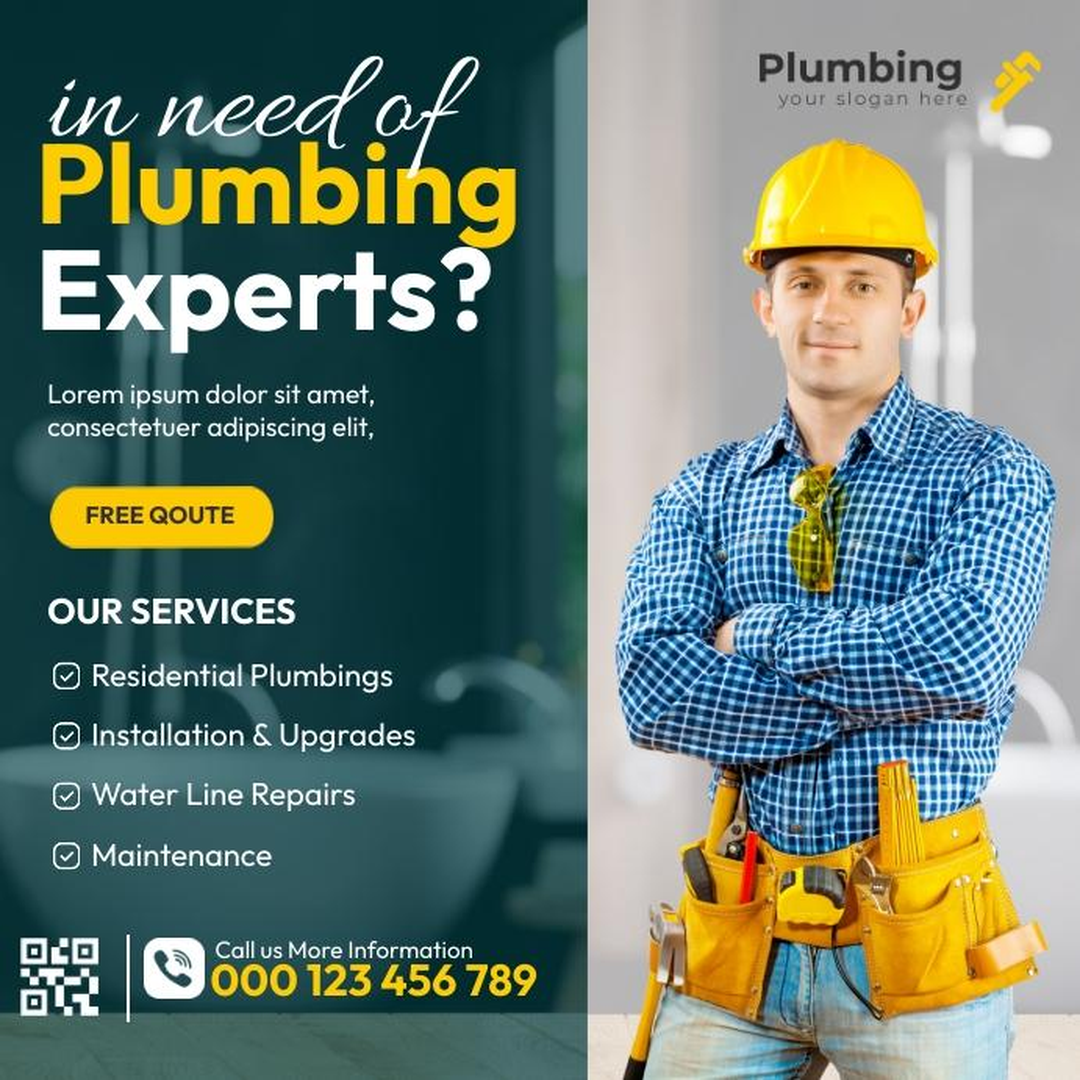 in need of
Plumbing
Experts?
Lorem ipsum dolor sit amet,
consectetuer adipiscing elit,
FREE QOUTE
OUR SERVICES
Residential Plumbings
Installation & Upgrades
Water Line Repairs
Maintenance
Call us More Information
000 123 456 789
Plumbing
your slogan here